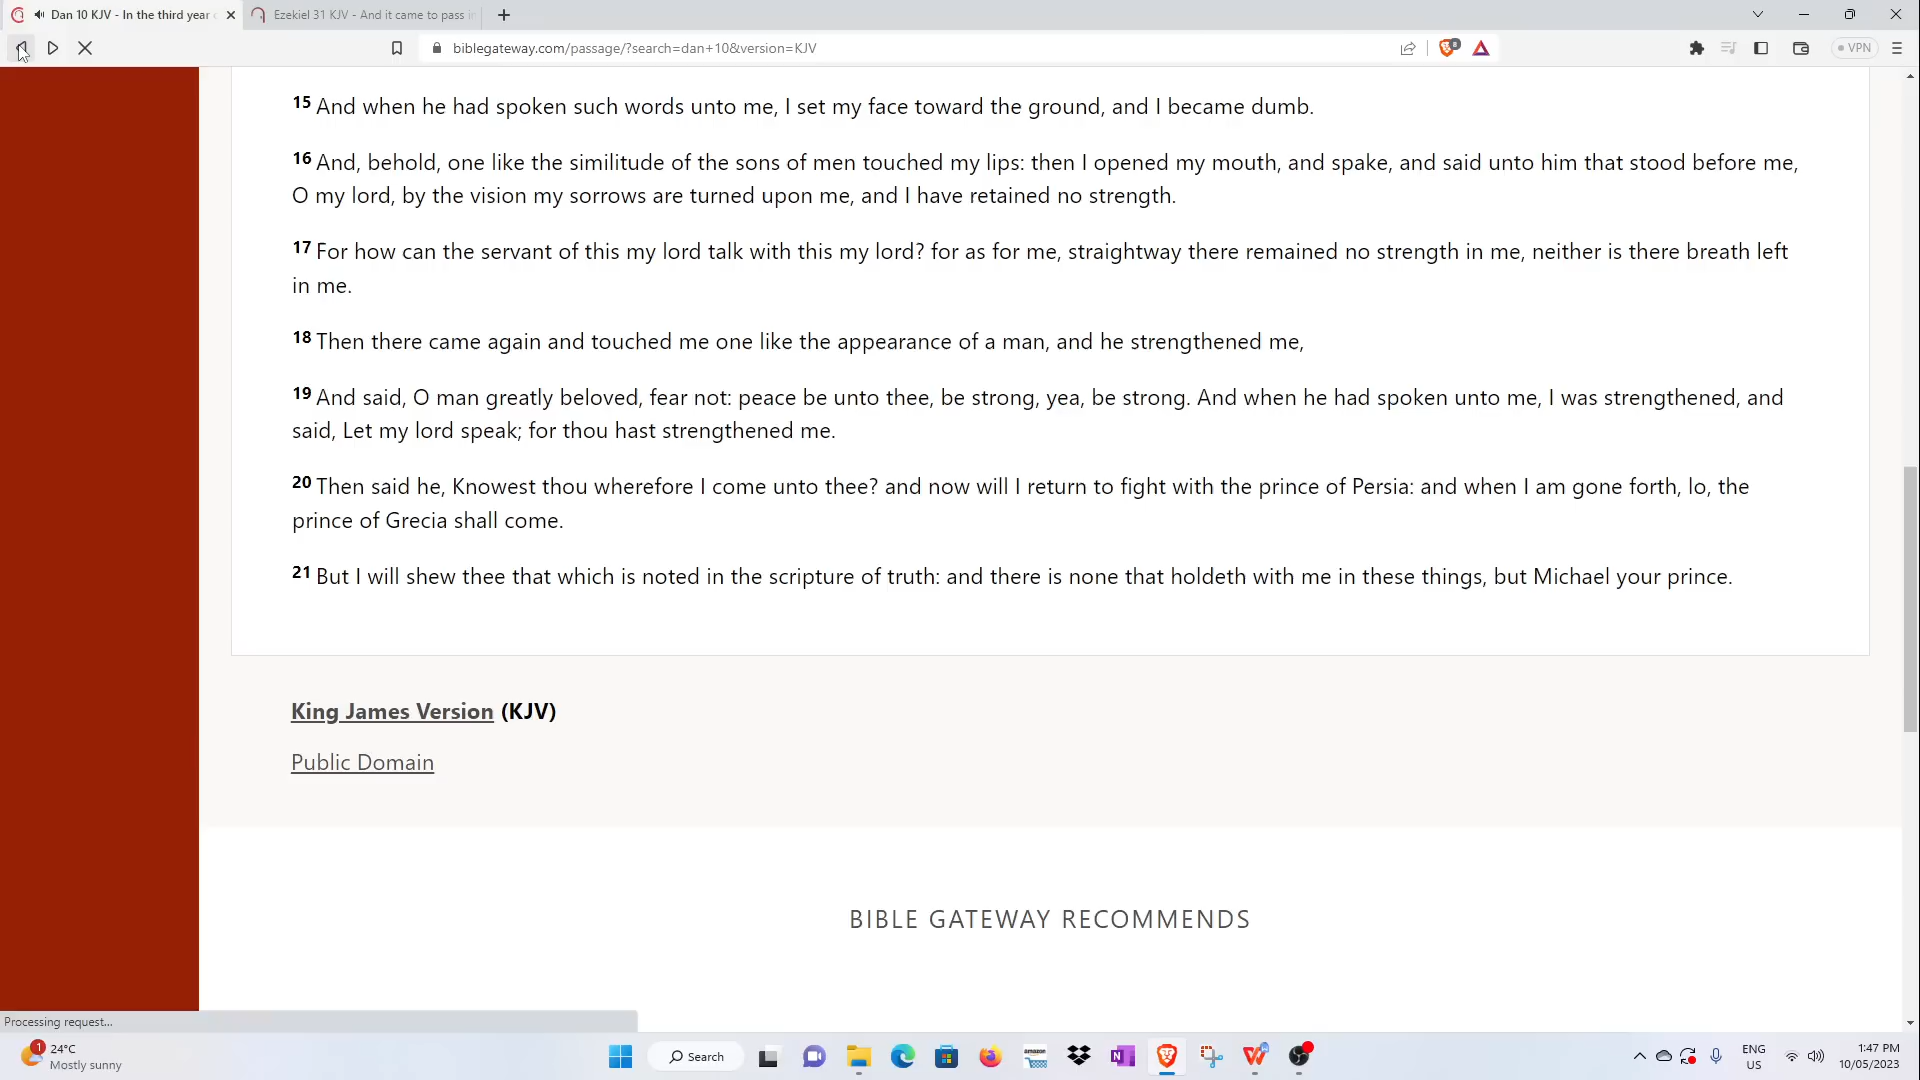 Dan 10 KJV - In the third year
Ezekiel 31 KJV - And it came to pass in
biblegateway.com/passage/?search=dan+10&version=KJV
8
VPN
15 And when he had spoken such words unto me, I set my face toward the ground, and I became dumb.
16 And, behold, one like the similitude of the sons of men touched my lips: then I opened my mouth, and spake, and said unto him that stood before me,
O my lord, by the vision my sorrows are turned upon me, and I have retained no strength.
17 For how can the servant of this my lord talk with this my lord? for as for me, straightway there remained no strength in me, neither is there breath left
in me.
18 Then there came again and touched me one like the appearance of a man, and he strengthened me,
19 And said, O man greatly beloved, fear not: peace be unto thee, be strong, yea, be strong. And when he had spoken unto me, I was strengthened, and
said, Let my lord speak; for thou hast strengthened me.
20 Then said he, Knowest thou wherefore I come unto thee? and now will I return to fight with the prince of Persia: and when I am gone forth, lo, the
prince of Grecia shall come.
21 But I will shew thee that which is noted in the scripture of truth: and there is none that holdeth with me in these things, but Michael your prince.
King James Version (KJV)
Public Domain
BIBLE GATEWAY RECOMMENDS
Processing request...
1
24°C
Mostly sunny
Search
amazon
ENG
US
1:47 PM
10/05/2023